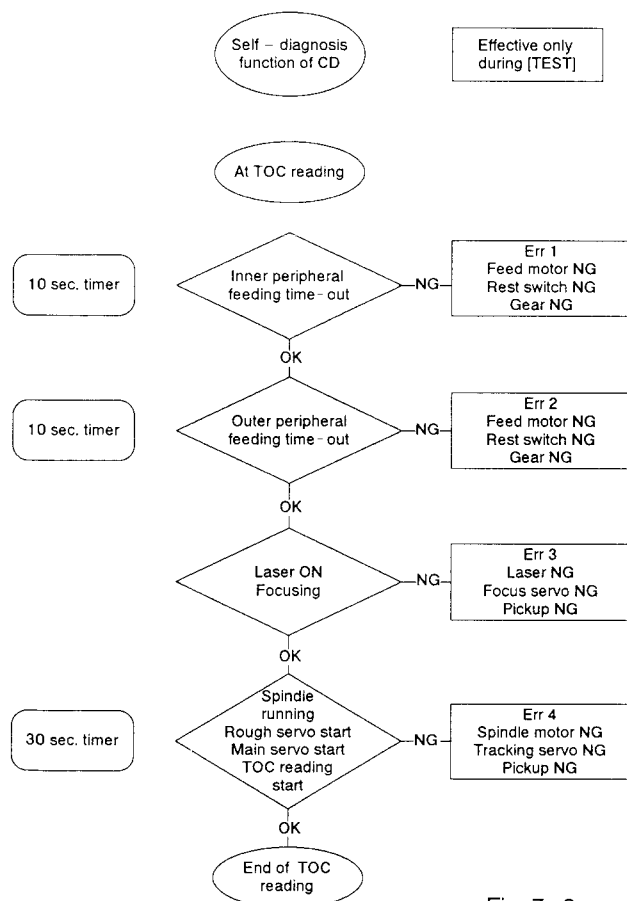 Self - diagnosis
function of CD
Effective only
during [TEST]
At TOC reading
10 sec. timer
Inner peripheral
feeding time-out
NG
Err 1
Feed motor NG
Rest switch NG
Gear NG
OK
10 sec. timer
Outer peripheral
feeding time-out
NG
Err 2
Feed motor NG
Rest switch NG
Gear NG
OK
Laser ON
Focusing
NG
Err 3
Laser NG
Focus servo NG
Pickup NG
OK
30 sec. timer
Spindle
running
Rough servo start
Main servo start
TOC reading
start
NG
Err 4
Spindle motor NG
Tracking servo NG
Pickup NG
OK
End of TOC
reading